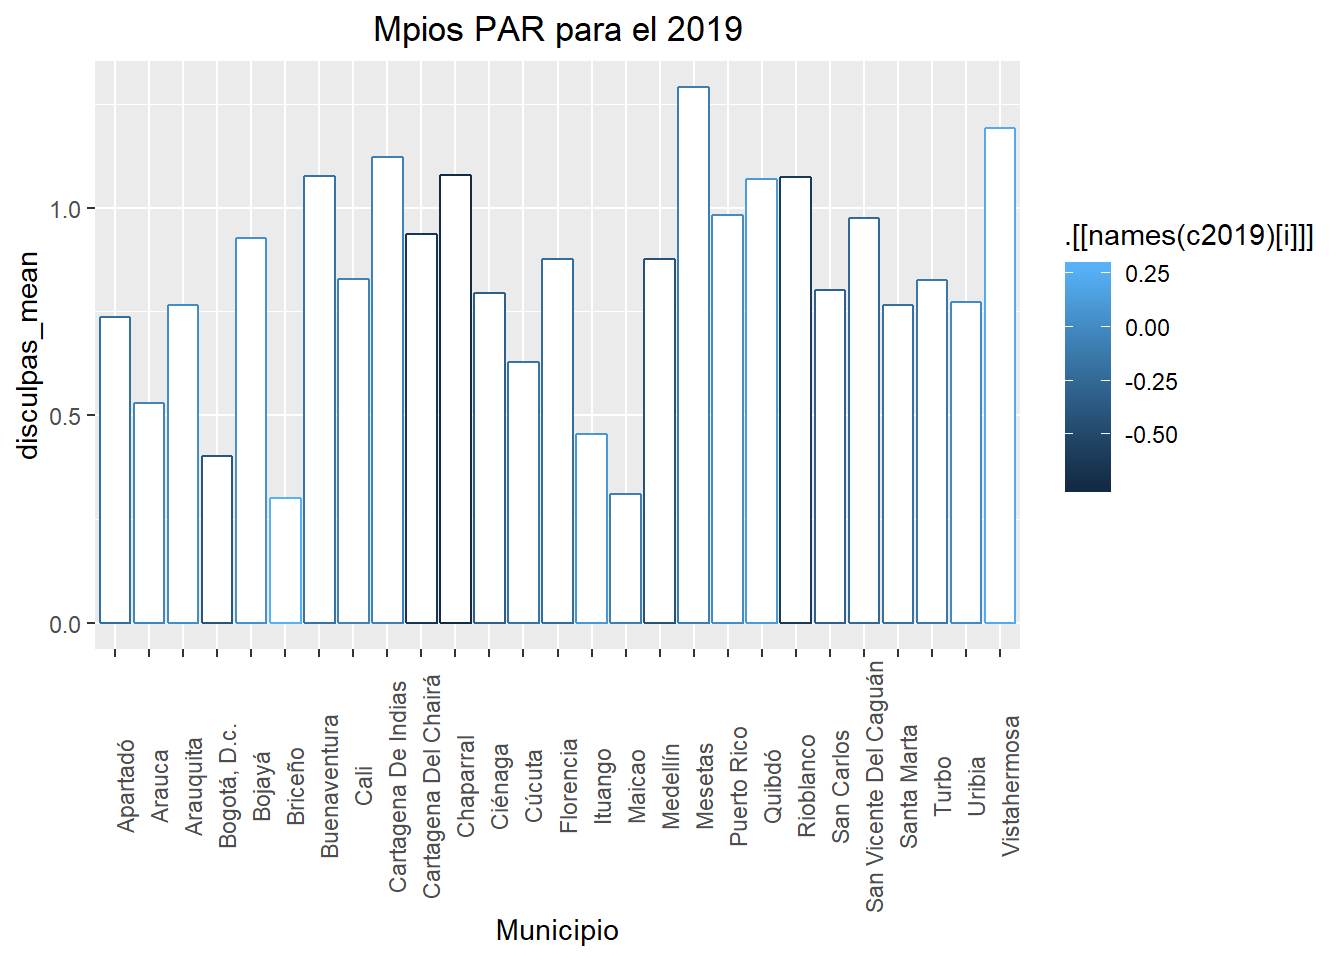 Mpios PAR para el 2019
disculpas_mean
1.0
0.5
0.0
Apartadó
Arauca
Arauquita
Bogotá, D.c.
Bojayá
Briceño
Buenaventura
Cali
Cartagena De Indias
Cartagena Del Chairá
Chaparral
Ciénaga
Cúcuta
Florencia
Ituango
Maicao
Medellín
Mesetas
Puerto Rico
Quibdó
Rioblanco
San Carlos
San Vicente Del Caguán
Santa Marta
Turbo
Uribia
Vistahermosa
Municipio
.[[names(c2019)[i]]]
0.25
0.00
-0.25
-0.50